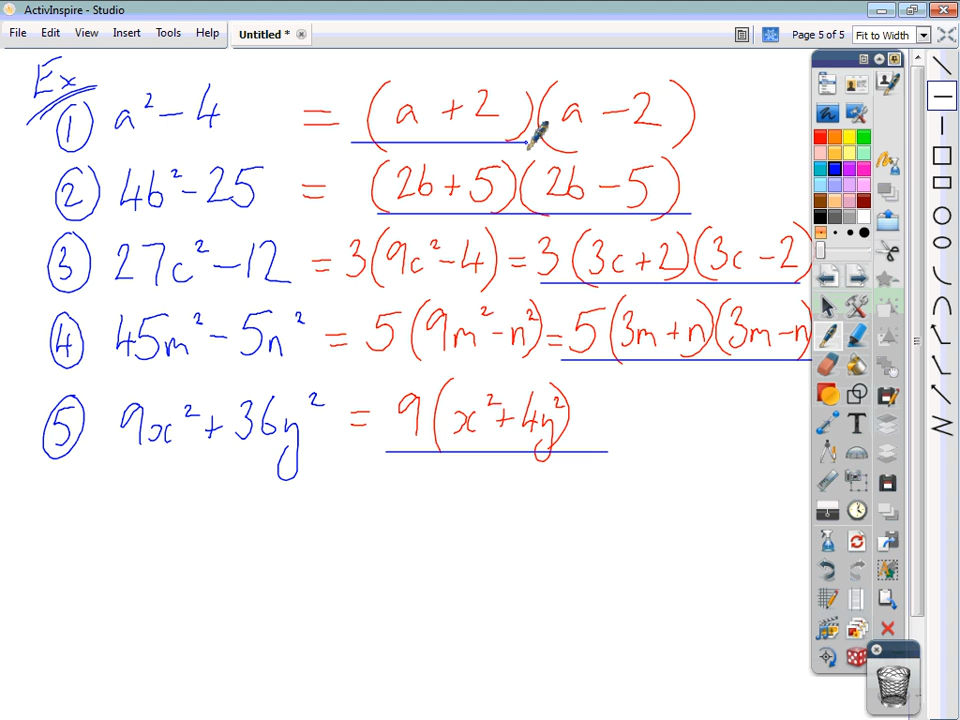 ActivInspire - Studio
File Edit View Insert Tools Help Untitled * Page 5 of 5 Fit to Width
Ex
① a² - 4 = (a + 2)(a - 2)
② 4b² - 25 = (2b + 5)(2b - 5)
③ 27c² - 12 = 3(9c² - 4) = 3(3c + 2)(3c - 2)
④ 45m² - 5n² = 5(9m² - n²) = 5(3m + n)(3m - n)
⑤ 9x² + 36y² = 9(x² + 4y²)